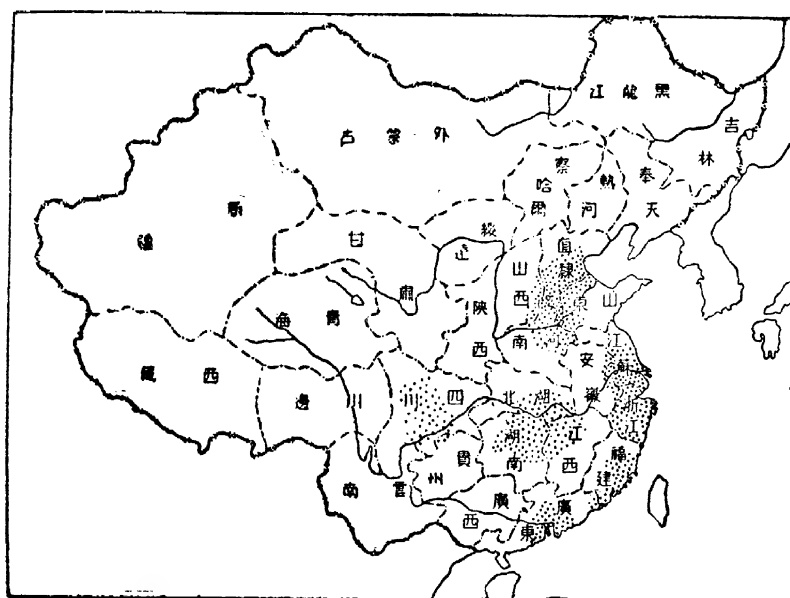 黑龍江
吉林
外蒙古
奉天
察哈爾
熱河
新疆
甘肅
綏
直隸
山西
山
陝西
青海
南
江蘇
安徽
西藏
川邊
四川
湖北
浙江
湖南
江西
福建
貴州
雲南
廣西
廣東